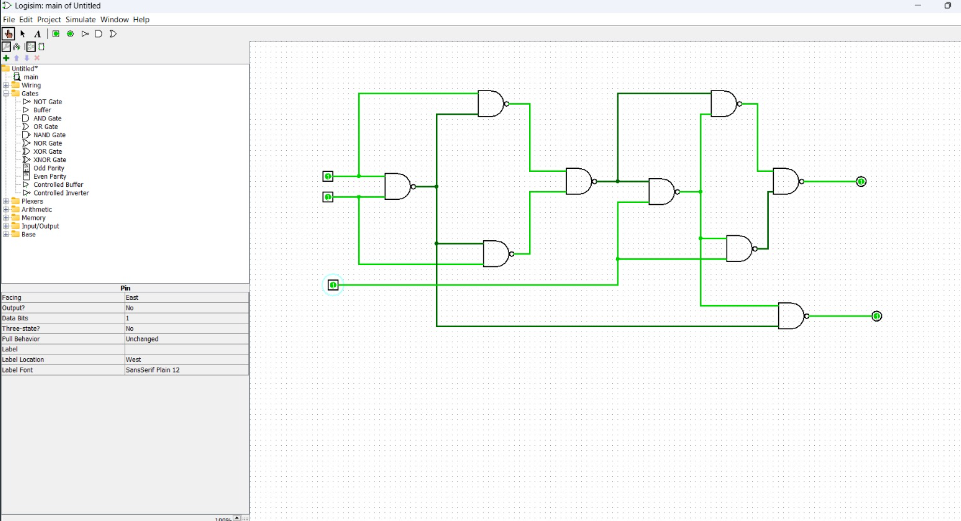 Logisim: main of Untitled
File Edit Project Simulate Window Help
A
Untitled*
main
Wiring
Gates
NOT Gate
Buffer
AND Gate
OR Gate
NAND Gate
NOR Gate
XOR Gate
XNOR Gate
Odd Parity
Even Parity
Controlled Buffer
Controlled Inverter
Plexers
Arithmetic
Memory
Input/Output
Base
Pin
Facing East
Output? No
Data Bits 1
Three-state? No
Pull Behavior Unchanged
Label
Label Location West
Label Font SansSerif Plain 12
100%